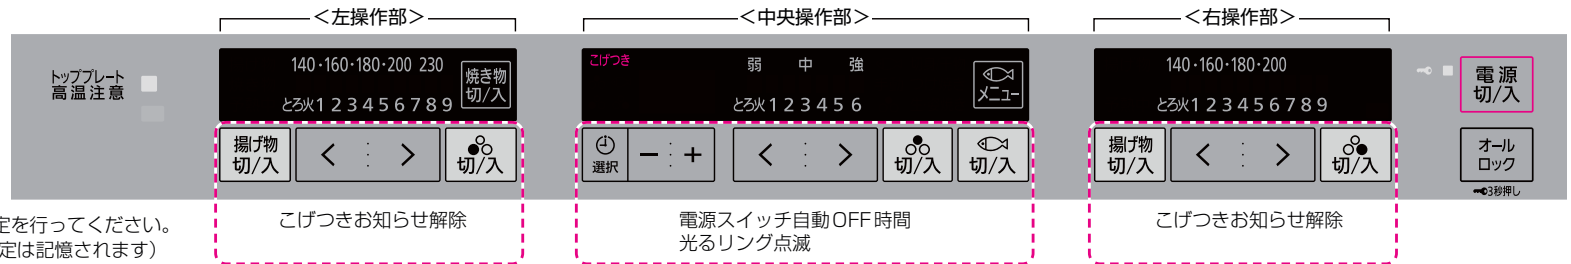 <左操作部>
<中央操作部>
<右操作部>
トッププレート
高温注意
140・160・180・200 230
焼き物
切/入
とろ火1 2 3 4 5 6 7 8 9
揚げ物
切/入
< : >
切/入
こげつき
弱 中 強
メニュー
とろ火1 2 3 4 5 6
選択
− : +
< : >
切/入
切/入
140・160・180・200
とろ火1 2 3 4 5 6 7 8 9
揚げ物
切/入
< : >
切/入
電源
切/入
オール
ロック
3秒押し
定を行ってください。
定は記憶されます)
こげつきお知らせ解除
電源スイッチ自動OFF時間
光るリング点滅
こげつきお知らせ解除